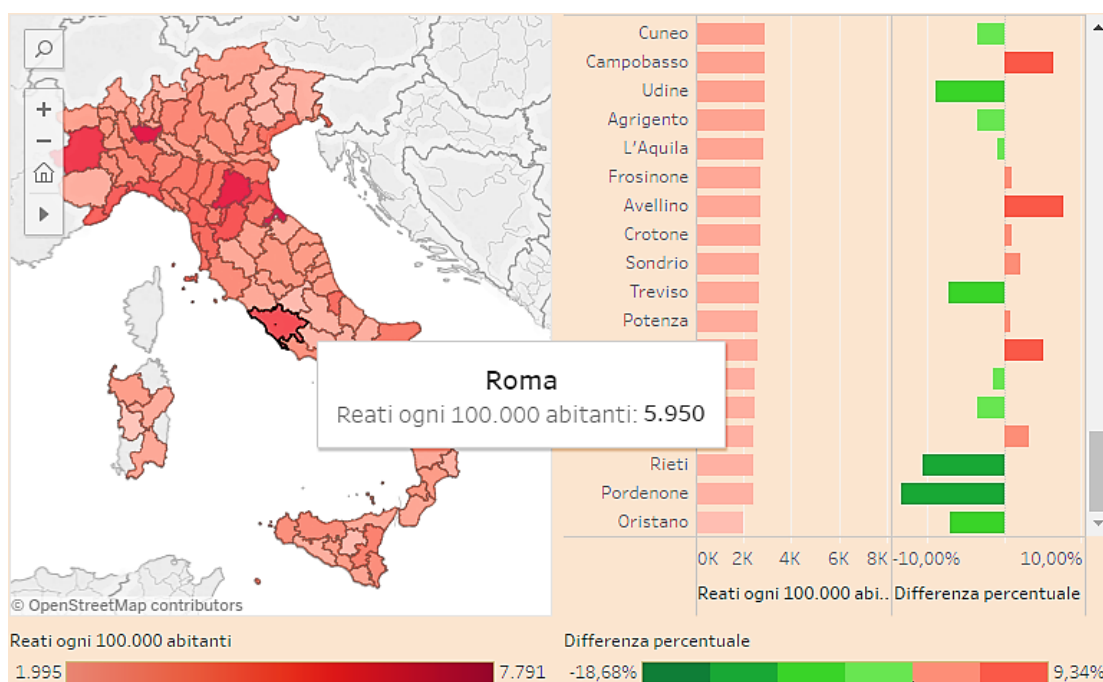 Cuneo
Campobasso
Udine
Agrigento
L'Aquila
Frosinone
Avellino
Crotone
Sondrio
Treviso
Potenza
Roma
Reati ogni 100.000 abitanti: 5.950
Rieti
Pordenone
Oristano
0K 2K 4K 6K 8K -10,00% 10,00%
Reati ogni 100.000 abi.. Differenza percentuale
© OpenStreetMap contributors
Reati ogni 100.000 abitanti
1.995 7.791
Differenza percentuale
-18,68% 9,34%